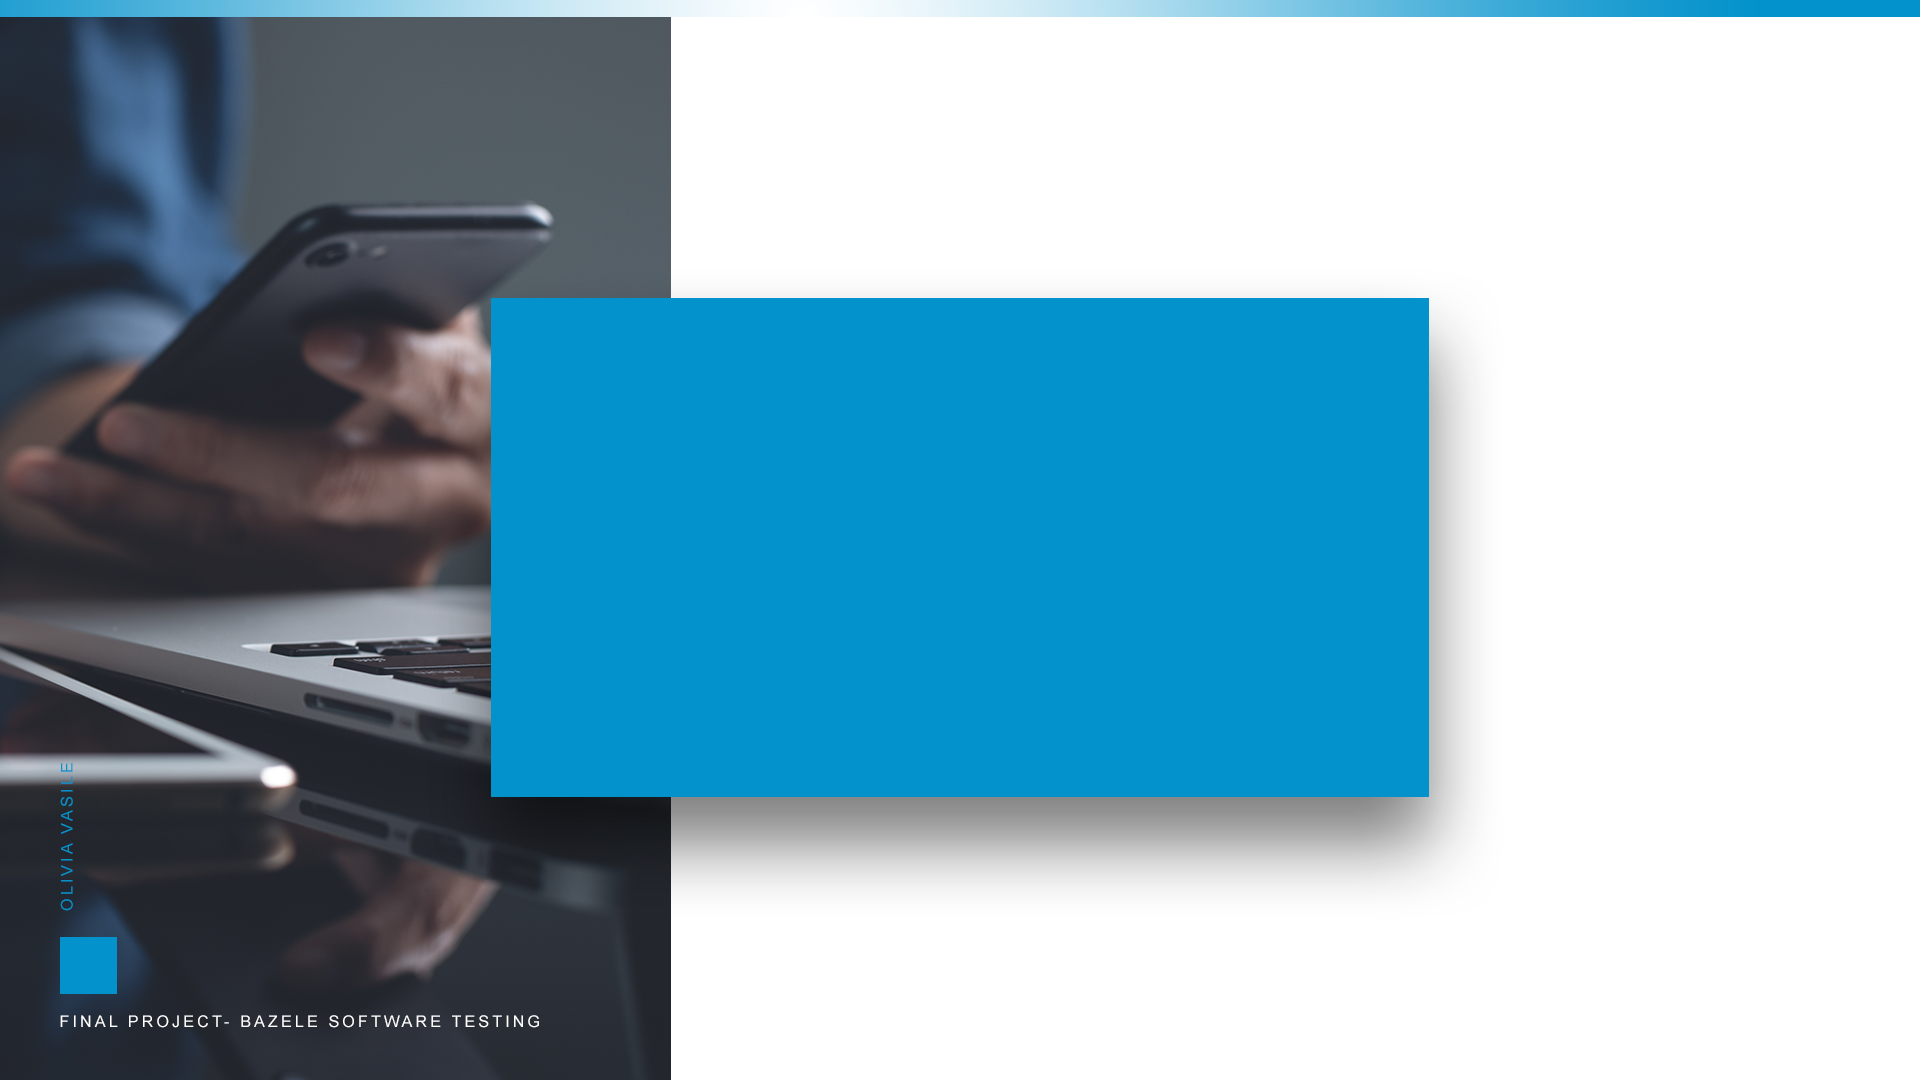 OLIVIA VASILE
FINAL PROJECT- BAZELE SOFTWARE TESTING